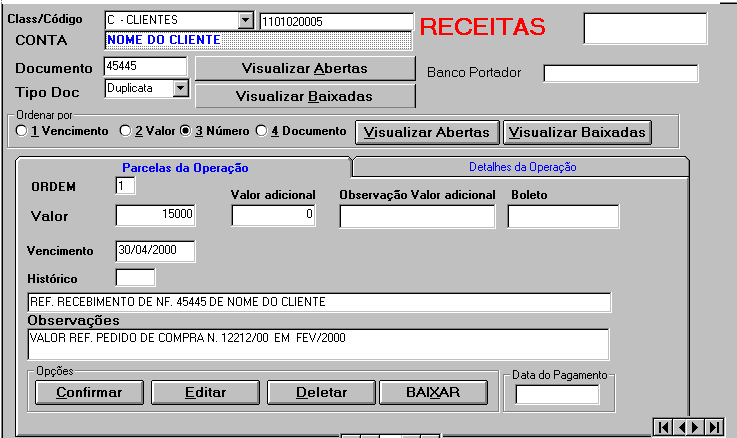 Class/Código C - CLIENTES 1101020005 RECEITAS
CONTA NOME DO CLIENTE
Documento 45445 Visualizar Abertas Banco Portador
Tipo Doc Duplicata Visualizar Baixadas
Ordenar por
1 Vencimento 2 Valor 3 Número 4 Documento Visualizar Abertas Visualizar Baixadas
Parcelas da Operação Detalhes da Operação
ORDEM 1
Valor adicional Observação Valor adicional Boleto
Valor 15000 0
Vencimento 30/04/2000
Histórico
REF. RECEBIMENTO DE NF. 45445 DE NOME DO CLIENTE
Observações
VALOR REF. PEDIDO DE COMPRA N. 12212/00 EM FEV/2000
Opções Data do Pagamento
Confirmar Editar Deletar BAIXAR